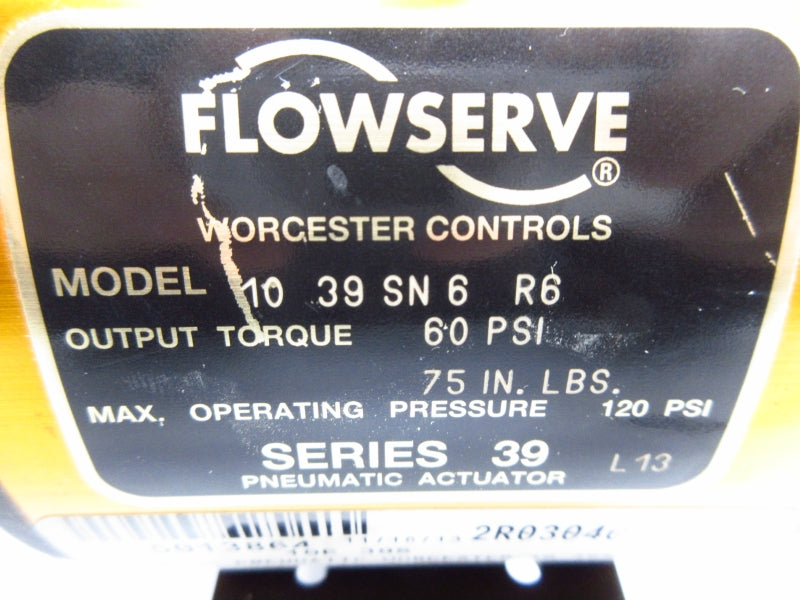 FLOWSERVE
®
WORCESTER CONTROLS
MODEL 10 39 SN 6 R6
OUTPUT TORQUE 60 PSI
75 IN. LBS.
MAX. OPERATING PRESSURE 120 PSI
SERIES 39 L13
PNEUMATIC ACTUATOR